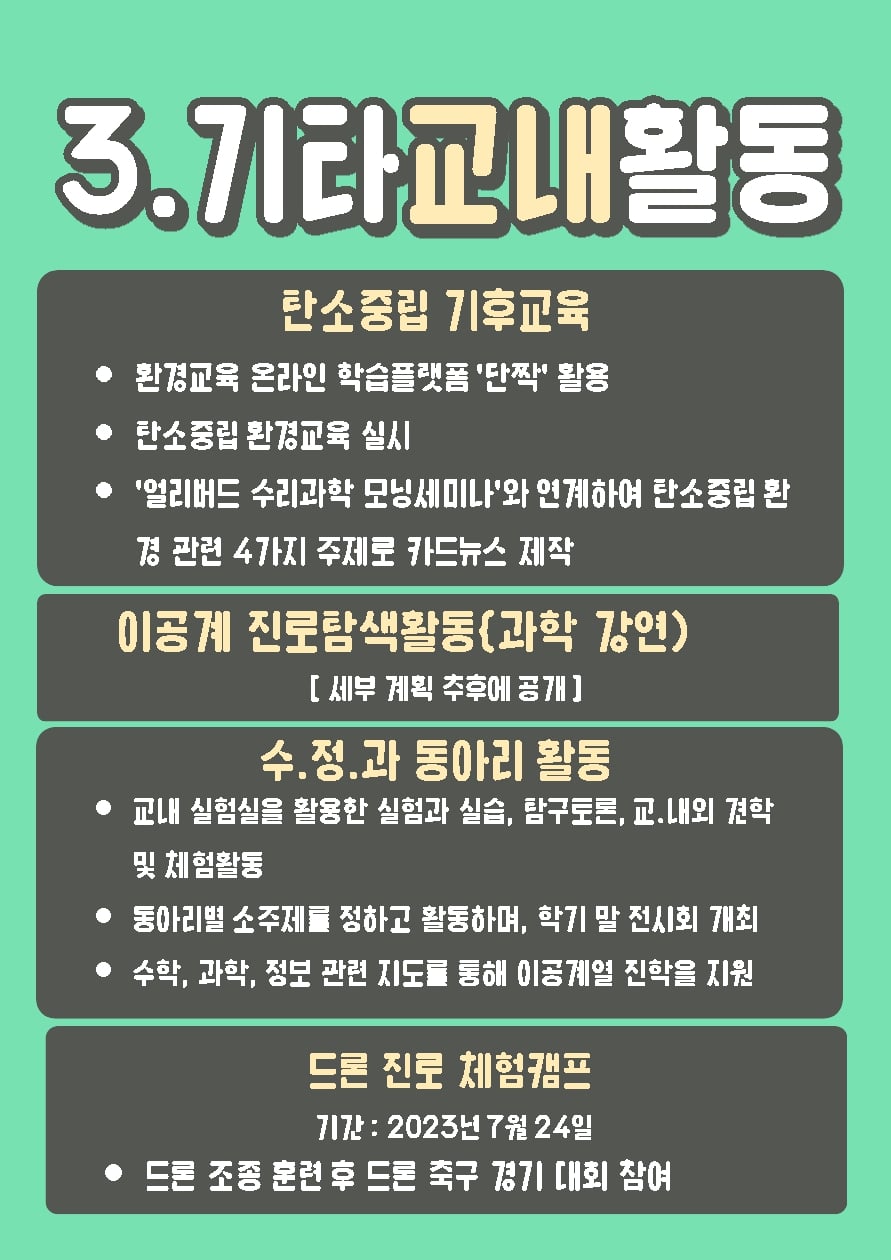 3.기타교내활동
탄소중립 기후교육
● 환경교육 온라인 학습플랫폼 '단짝' 활용
● 탄소중립 환경교육 실시
● '얼리버드 수리과학 모닝세미나'와 연계하여 탄소중립 환
경 관련 4가지 주제로 카드뉴스 제작
이공계 진로탐색활동(과학 강연)
[ 세부 계획 추후에 공개 ]
수.정.과 동아리 활동
● 교내 실험실을 활용한 실험과 실습, 탐구토론, 교.내외 견학
및 체험활동
● 동아리별 소주제를 정하고 활동하며, 학기 말 전시회 개최
● 수학, 과학, 정보 관련 지도를 통해 이공계열 진학을 지원
드론 진로 체험캠프
기간 : 2023년 7월 24일
● 드론 조종 훈련 후 드론 축구 경기 대회 참여